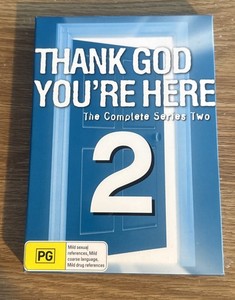 THANK GOD
YOU'RE HERE
The Complete Series Two
2
PG
Mild sexual
references, Mild
coarse language,
Mild drug references